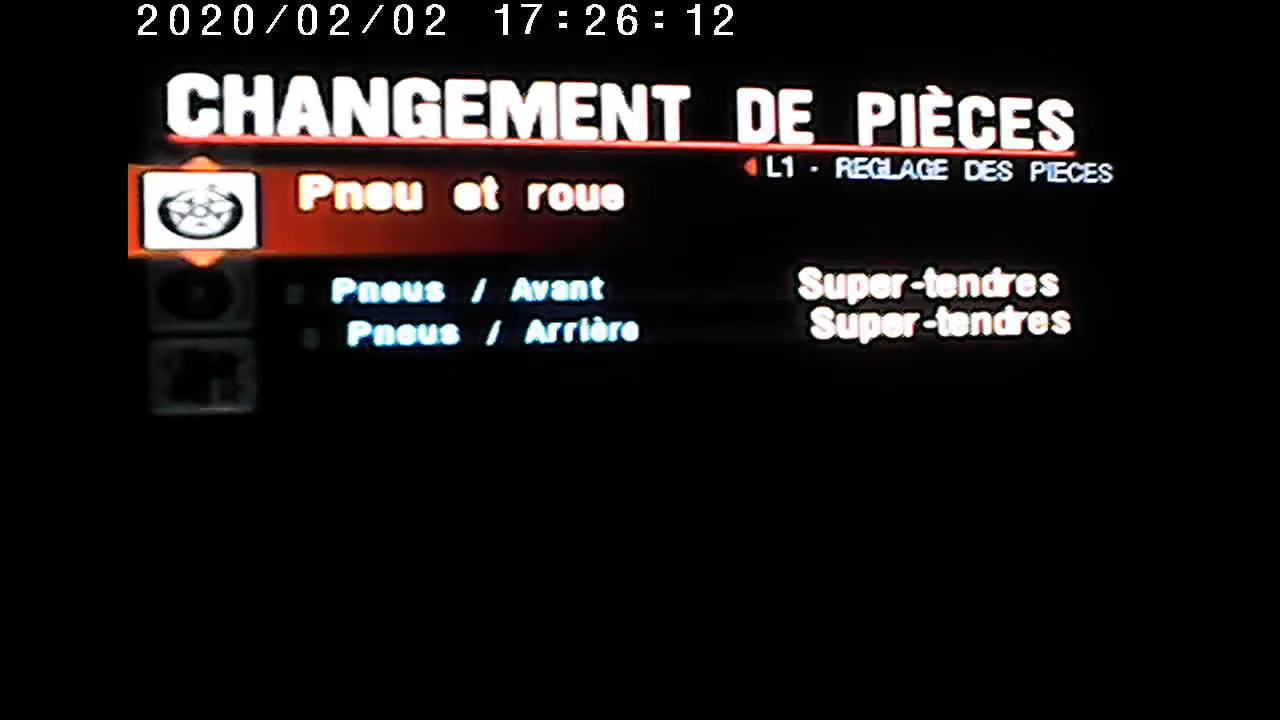 2020/02/02 17:26:12
CHANGEMENT DE PIÈCES
L1 - REGLAGE DES PIECES
Pneu et roue
Pneus / Avant Super-tendres
Pneus / Arrière Super-tendres